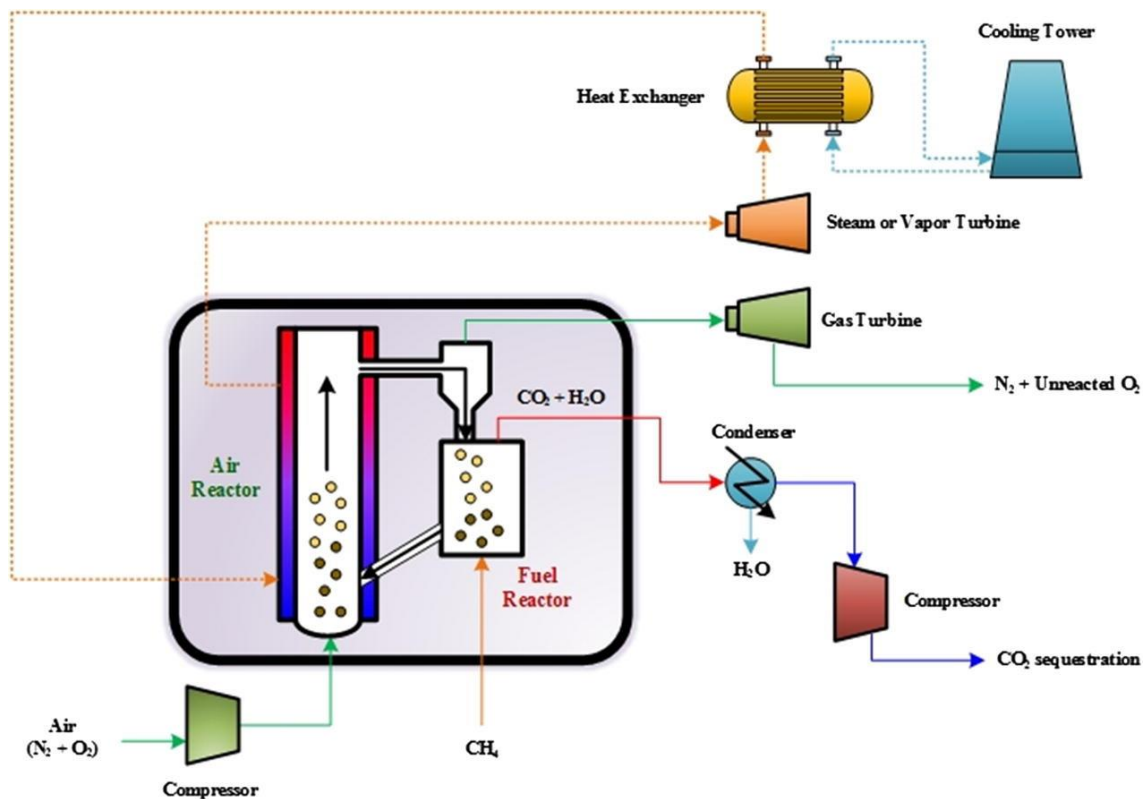 Cooling Tower
Heat Exchanger
Steam or Vapor Turbine
Gas Turbine
N₂ + Unreacted O₂
CO₂ + H₂O
Condenser
Air
Reactor
H₂O
Fuel
Reactor
Compressor
CO₂ sequestration
Air
(N₂ + O₂)
CH₄
Compressor